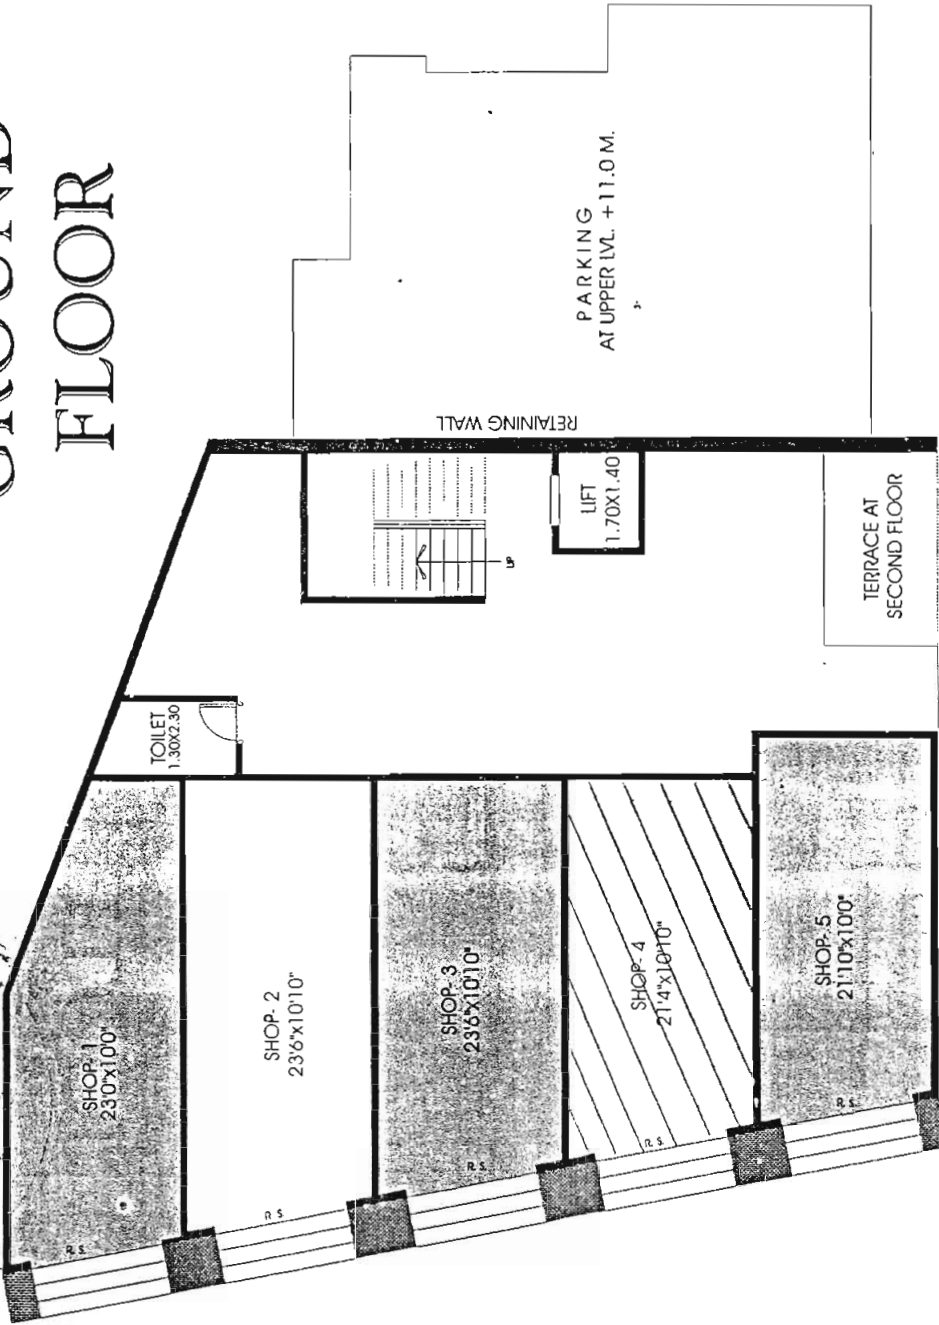 GROUND
FLOOR
PARKING
AT UPPER LVL. +11.0 M.
RETAINING WALL
LIFT
1.70X1.40
UP
TERRACE AT
SECOND FLOOR
TOILET
1.30X2.30
SHOP-1
23'0"x10'0"
SHOP- 2
23'6"x10'10"
SHOP-3
23'6"x10'10"
SHOP- 4
21'4"x10'10"
SHOP-5
21'10"x10'0"
R.S.
R.S.
R.S.
R.S.
R.S.